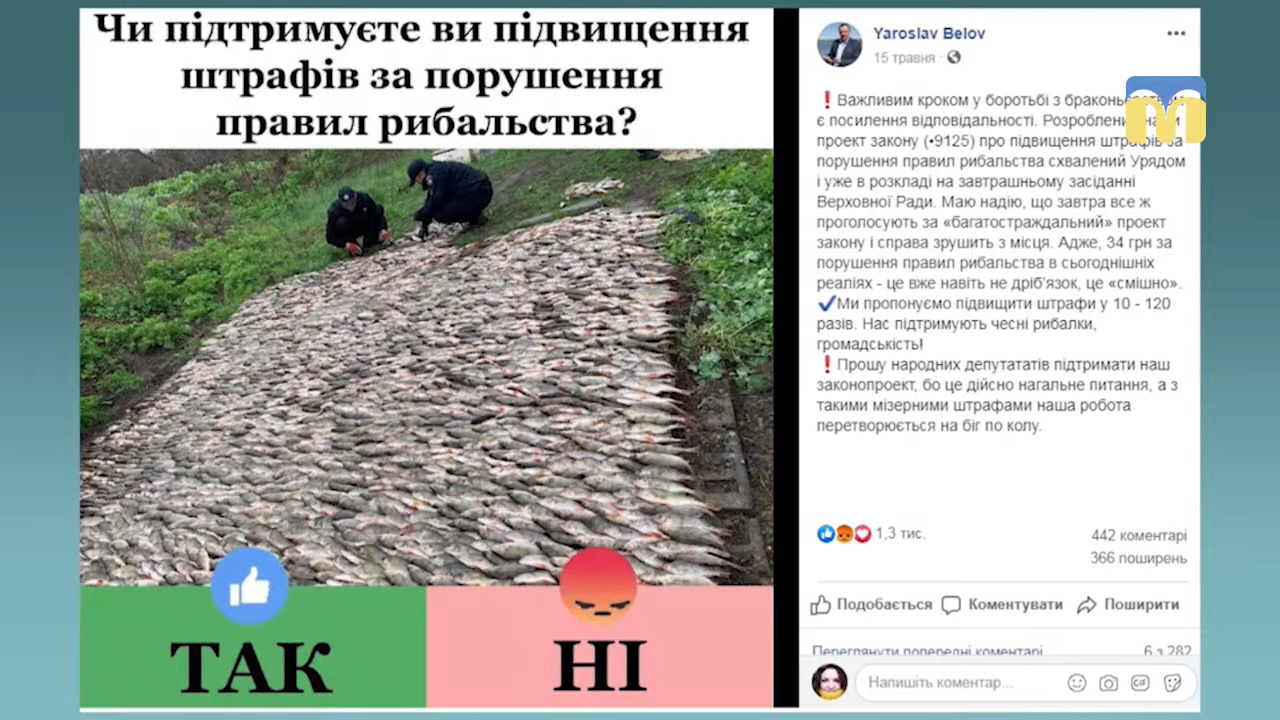 Чи підтримуєте ви підвищення
штрафів за порушення
правил рибальства?
ТАК
НІ
Yaroslav Belov
15 травня
❗Важливим кроком у боротьбі з
є посилення відповідальності.
проект закону (•9125) про підвищення штрафів за
порушення правил рибальства схвалений Урядом
і уже в розкладі на завтрашньому засіданні
Верховної Ради. Маю надію, що завтра все ж
проголосують за «багатостраждальний» проект
закону і справа зрушить з місця. Адже, 34 грн за
порушення правил рибальства в сьогоднішніх
реаліях - це вже навіть не дріб'язок, це «смішно».
✔Ми пропонуємо підвищити штрафи у 10 - 120
разів. Нас підтримують чесні рибалки,
громадськість!
❗Прошу народних депутататів підтримати наш
законопроект, бо це дійсно нагальне питання, а з
такими мізерними штрафами наша робота
перетворюється на біг по колу.
1,3 тис.
442 коментарі
366 поширень
Подобається Коментувати Поширити
Переглянути попередні коментарі 6 з 282
Напишіть коментар...
GIF